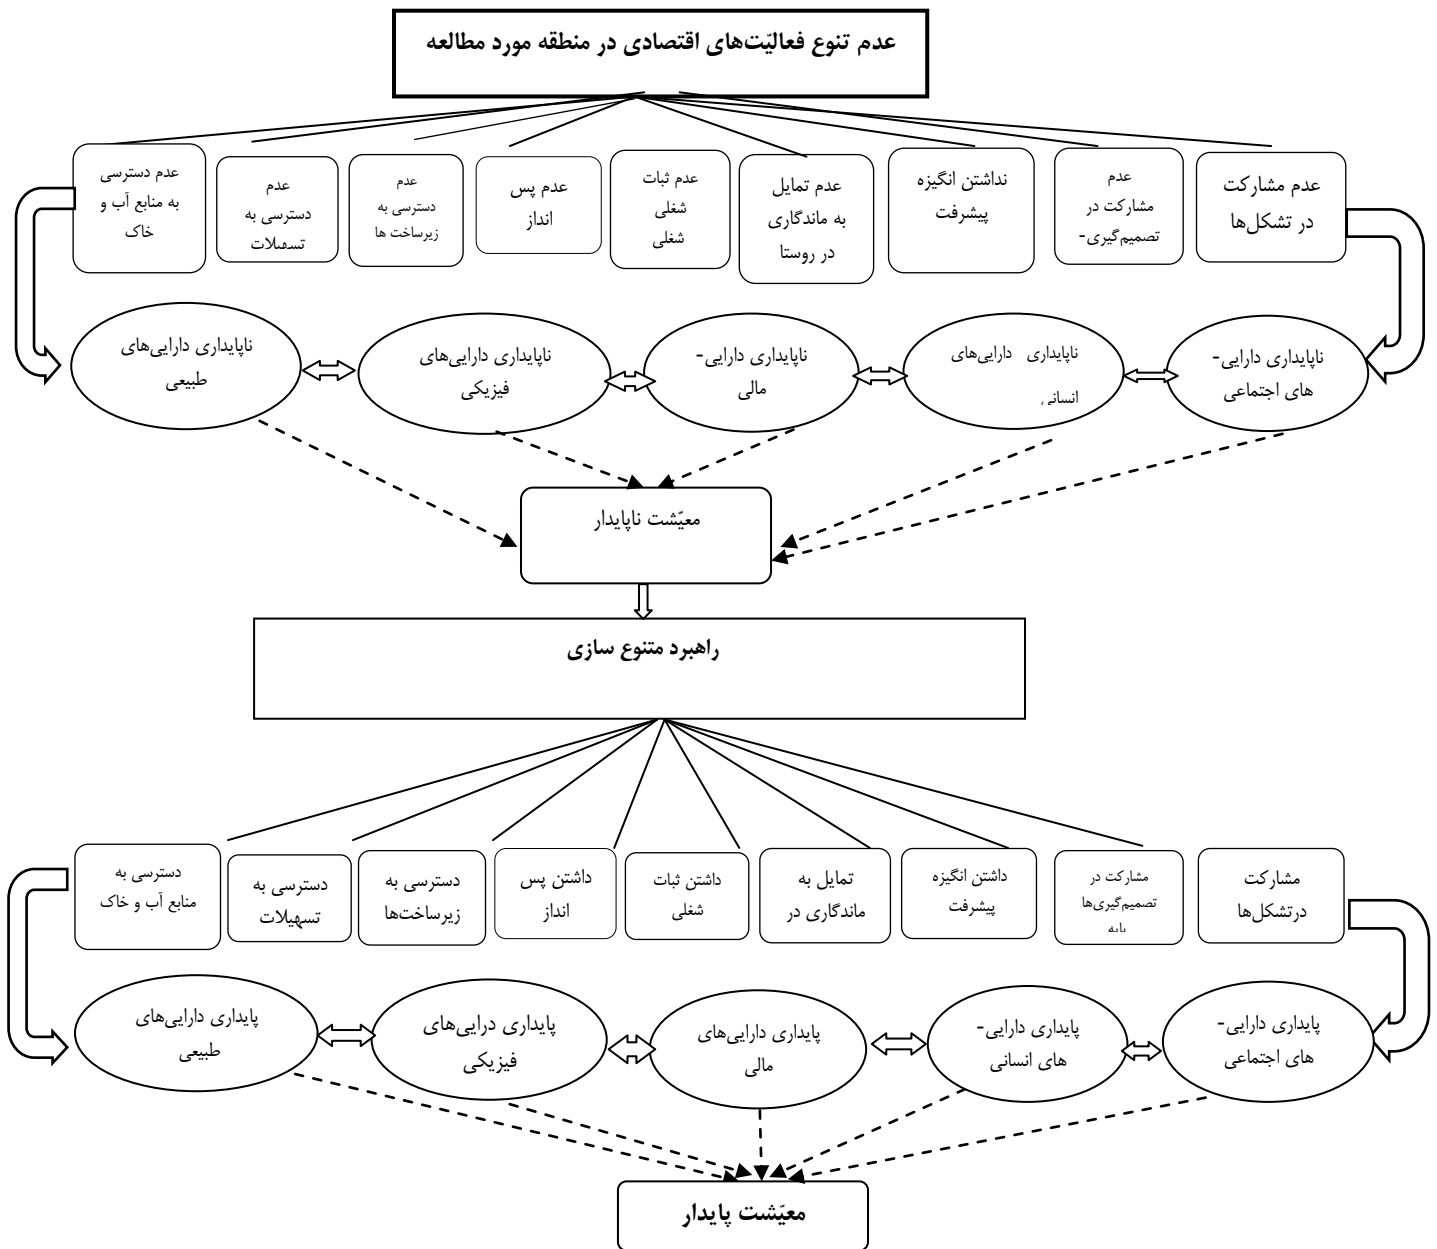 عدم تنوع فعالیّت‌های اقتصادی در منطقه مورد مطالعه
عدم مشارکت
در تشکل‌ها
عدم
مشارکت در
تصمیم‌گیری-
نداشتن انگیزه
پیشرفت
عدم تمایل
به ماندگاری
در روستا
عدم ثبات
شغلی
شغلی
عدم پس
انداز
عدم
دسترسی به
زیرساخت ها
عدم
دسترسی به
تسهیلات
عدم دسترسی
به منابع آب و
خاک
ناپایداری دارایی-
های اجتماعی
ناپایداری دارایی‌های
انسانی
ناپایداری دارایی-
مالی
ناپایداری دارایی‌های
فیزیکی
ناپایداری دارایی‌های
طبیعی
معیّشت ناپایدار
راهبرد متنوع سازی
مشارکت
درتشکل‌ها
مشارکت در
تصمیم‌گیری‌ها
پایه
داشتن انگیزه
پیشرفت
تمایل به
ماندگاری در
داشتن ثبات
شغلی
داشتن پس
انداز
دسترسی به
زیرساخت‌ها
دسترسی به
تسهیلات
دسترسی به
منابع آب و خاک
پایداری دارایی-
های اجتماعی
پایداری دارایی-
های انسانی
پایداری دارایی‌های
مالی
پایداری درایی‌های
فیزیکی
پایداری دارایی‌های
طبیعی
معیّشت پایدار